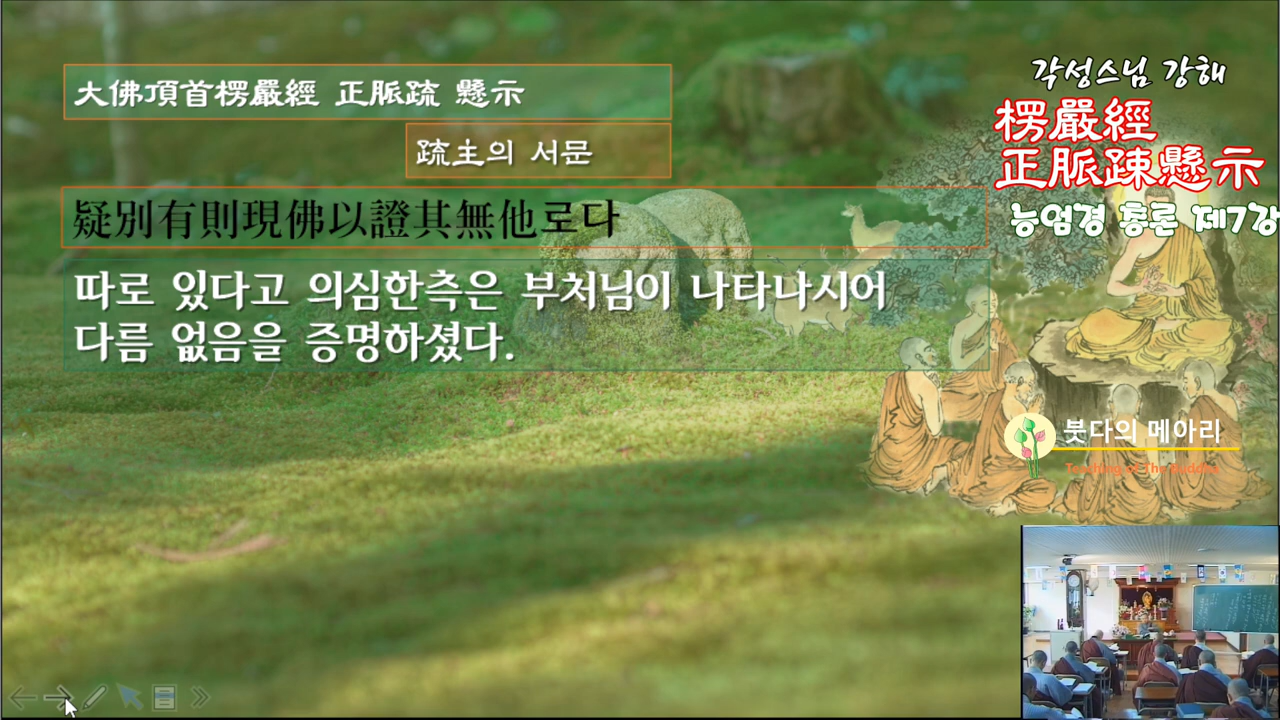 大佛頂首楞嚴經 正脈疏 懸示
疏主의 서문
疑別有則現佛以證其無他로다
따로 있다고 의심한측은 부처님이 나타나시어
다름 없음을 증명하셨다.
각성스님 강해
楞嚴經
正脈疎懸示
능엄경 총론 제7강
붓다의 메아리
Teaching of The Buddha